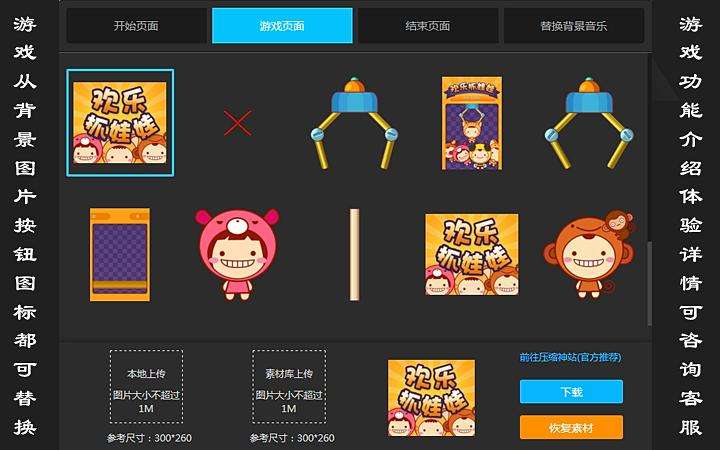 游戏从背景图片按钮图标都可替换
开始页面
游戏页面
结束页面
替换背景音乐
欢乐
抓娃娃
欢乐抓娃娃
欢乐
抓娃娃
本地上传
图片大小不超过
1M
参考尺寸：300*260
素材库上传
图片大小不超过
1M
参考尺寸：300*260
欢乐
抓娃娃
前往压缩神站(官方推荐)
下载
恢复素材
游戏功能介绍体验详情可咨询客服